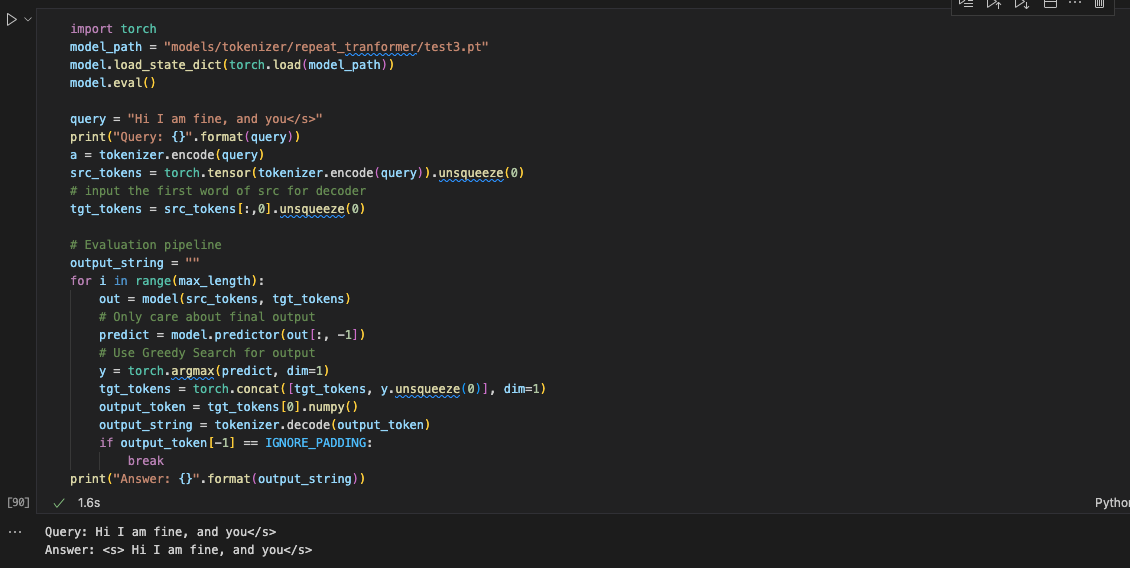 import torch
model_path = "models/tokenizer/repeat_tranformer/test3.pt"
model.load_state_dict(torch.load(model_path))
model.eval()
query = "Hi I am fine, and you</s>"
print("Query: {}".format(query))
a = tokenizer.encode(query)
src_tokens = torch.tensor(tokenizer.encode(query)).unsqueeze(0)
# input the first word of src for decoder
tgt_tokens = src_tokens[:,0].unsqueeze(0)
# Evaluation pipeline
output_string = ""
for i in range(max_length):
    out = model(src_tokens, tgt_tokens)
    # Only care about final output
    predict = model.predictor(out[:, -1])
    # Use Greedy Search for output
    y = torch.argmax(predict, dim=1)
    tgt_tokens = torch.concat([tgt_tokens, y.unsqueeze(0)], dim=1)
    output_token = tgt_tokens[0].numpy()
    output_string = tokenizer.decode(output_token)
    if output_token[-1] == IGNORE_PADDING:
        break
print("Answer: {}".format(output_string))
[90] 1.6s Pytho
Query: Hi I am fine, and you</s>
Answer: <s> Hi I am fine, and you</s>